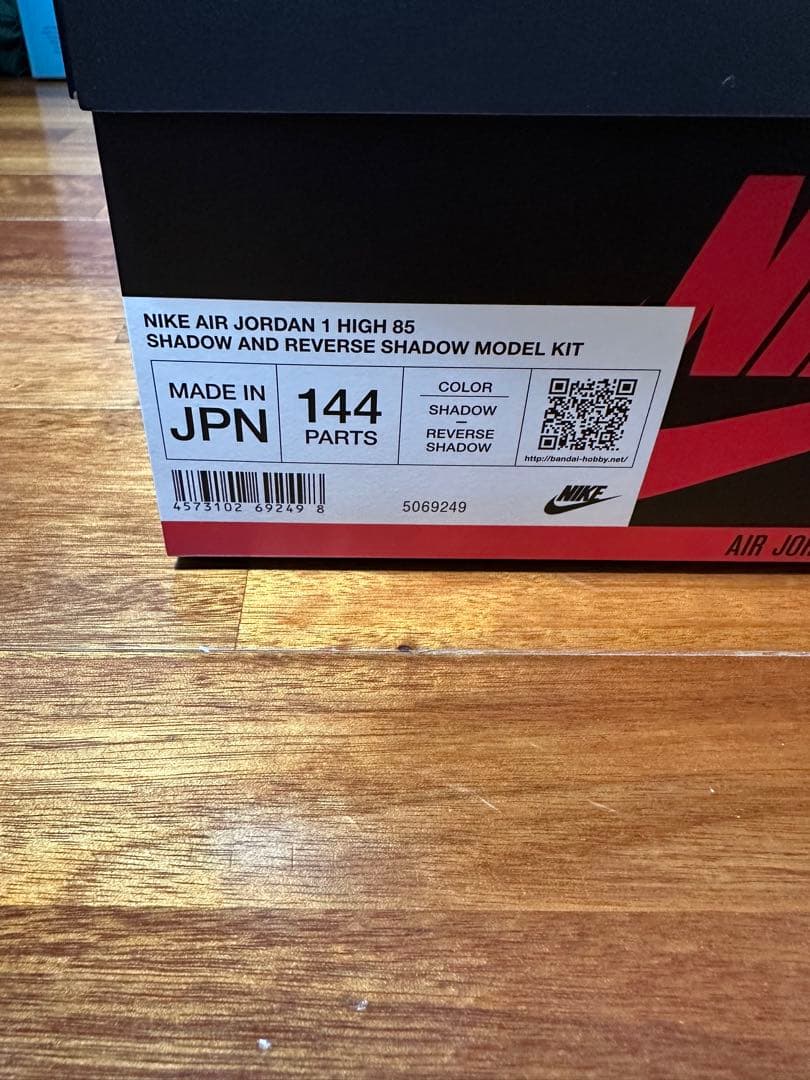 NIKE AIR JORDAN 1 HIGH 85
SHADOW AND REVERSE SHADOW MODEL KIT
MADE IN
JPN
144
PARTS
COLOR
SHADOW
–
REVERSE
SHADOW
http://bandai-hobby.net/
4573102 69249 8
5069249
NIKE
AIR JOR